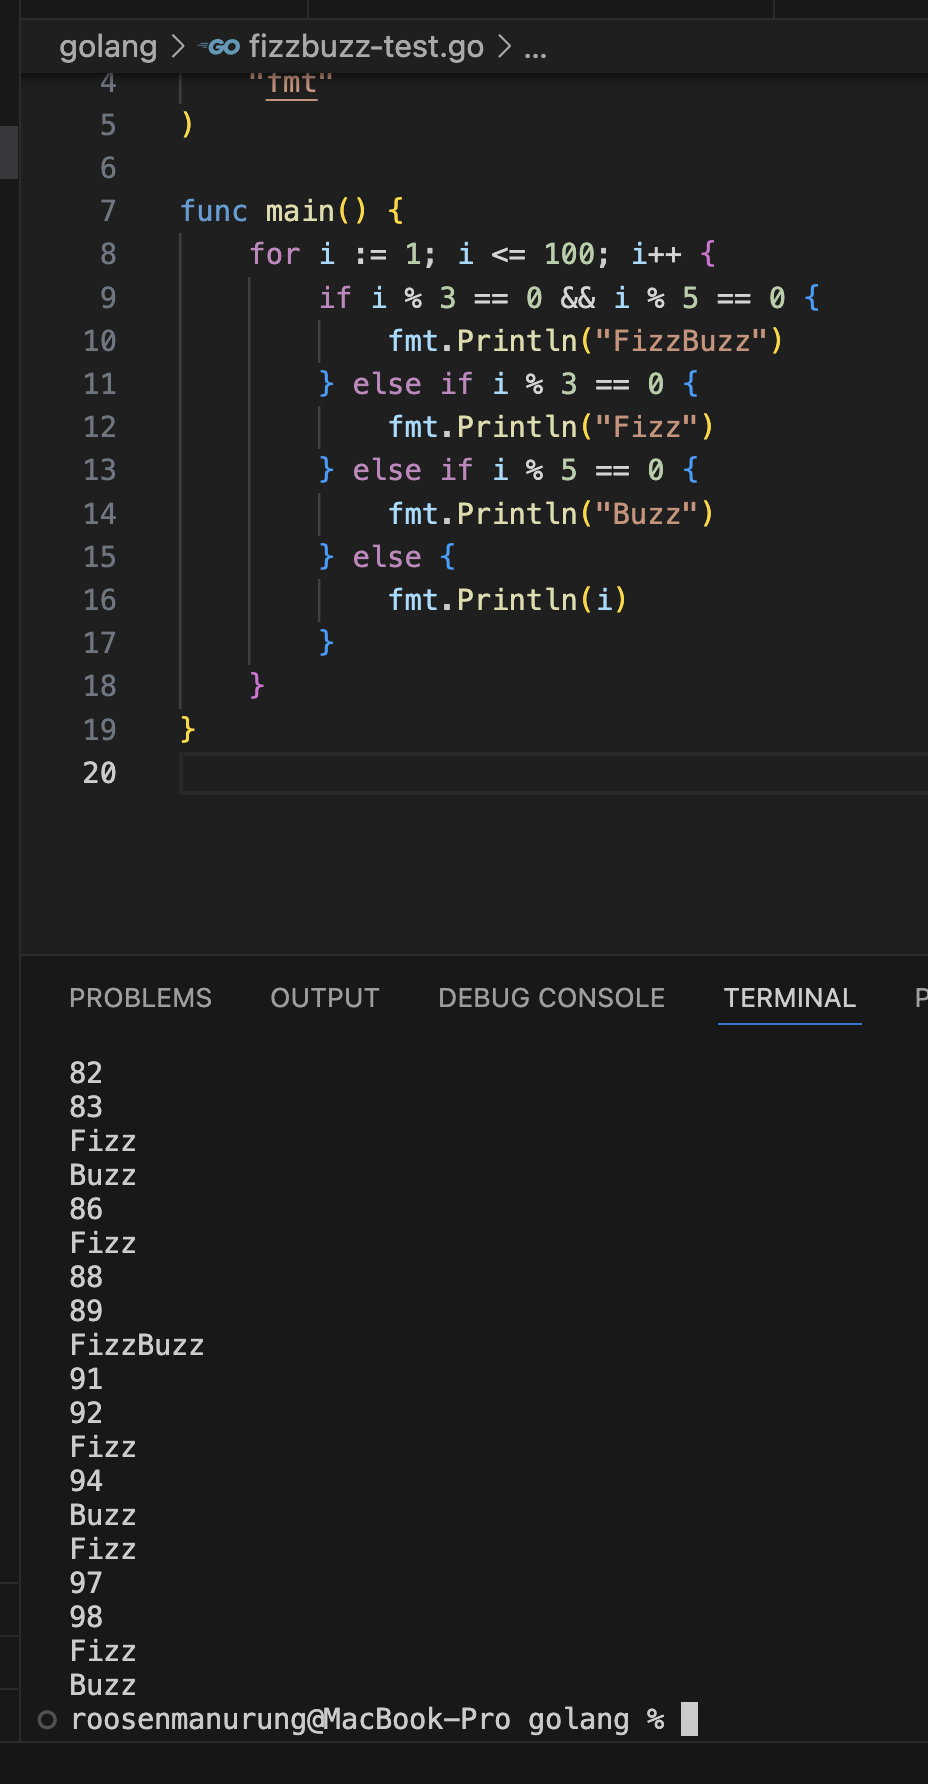 golang > GO fizzbuzz-test.go > ...
4 "fmt"
5 )
6
7 func main() {
8 for i := 1; i <= 100; i++ {
9 if i % 3 == 0 && i % 5 == 0 {
10 fmt.Println("FizzBuzz")
11 } else if i % 3 == 0 {
12 fmt.Println("Fizz")
13 } else if i % 5 == 0 {
14 fmt.Println("Buzz")
15 } else {
16 fmt.Println(i)
17 }
18 }
19 }
20
PROBLEMS OUTPUT DEBUG CONSOLE TERMINAL P
82
83
Fizz
Buzz
86
Fizz
88
89
FizzBuzz
91
92
Fizz
94
Buzz
Fizz
97
98
Fizz
Buzz
roosenmanurung@MacBook-Pro golang %